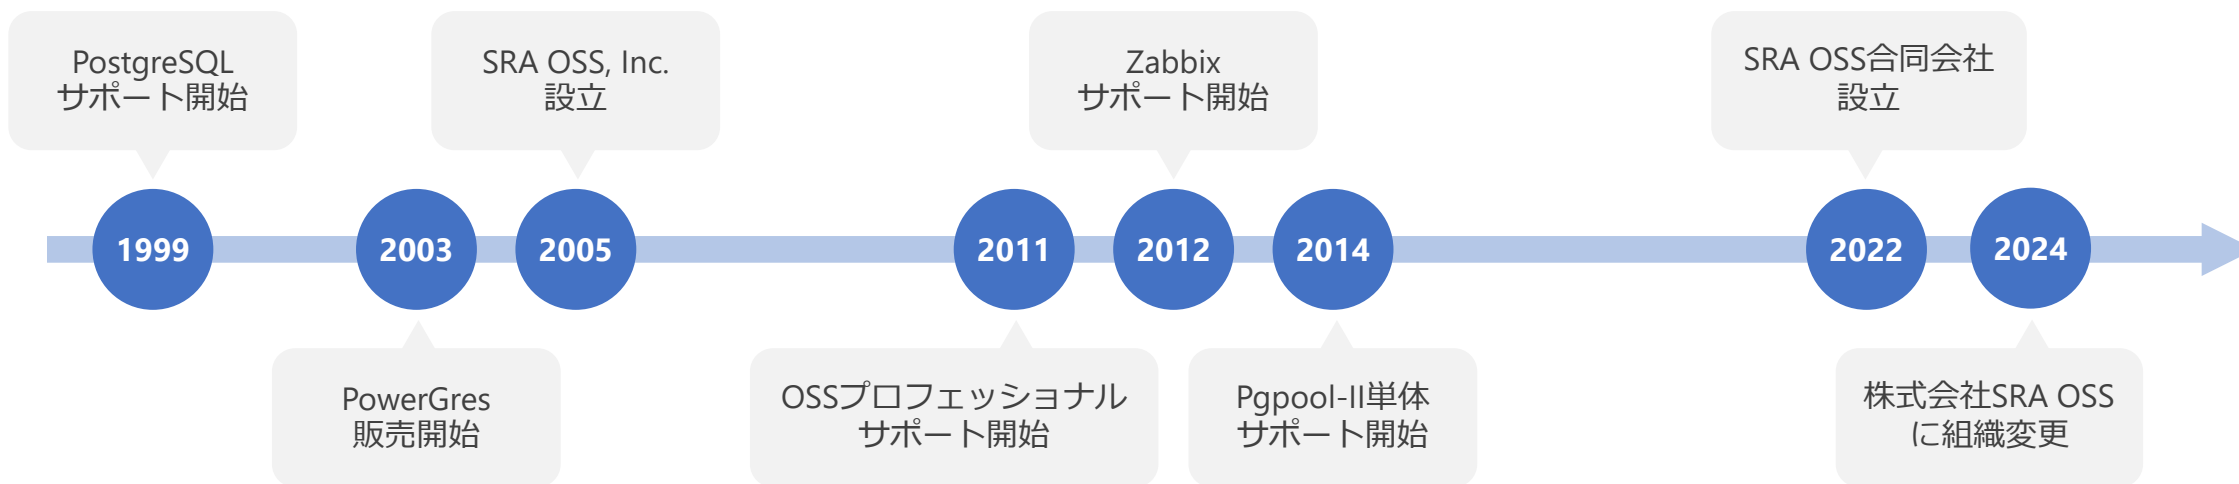 PostgreSQL
サポート開始
SRA OSS, Inc.
設立
Zabbix
サポート開始
SRA OSS合同会社
設立
1999
2003
2005
2011
2012
2014
2022
2024
PowerGres
販売開始
OSSプロフェッショナル
サポート開始
Pgpool-II単体
サポート開始
株式会社SRA OSS
に組織変更